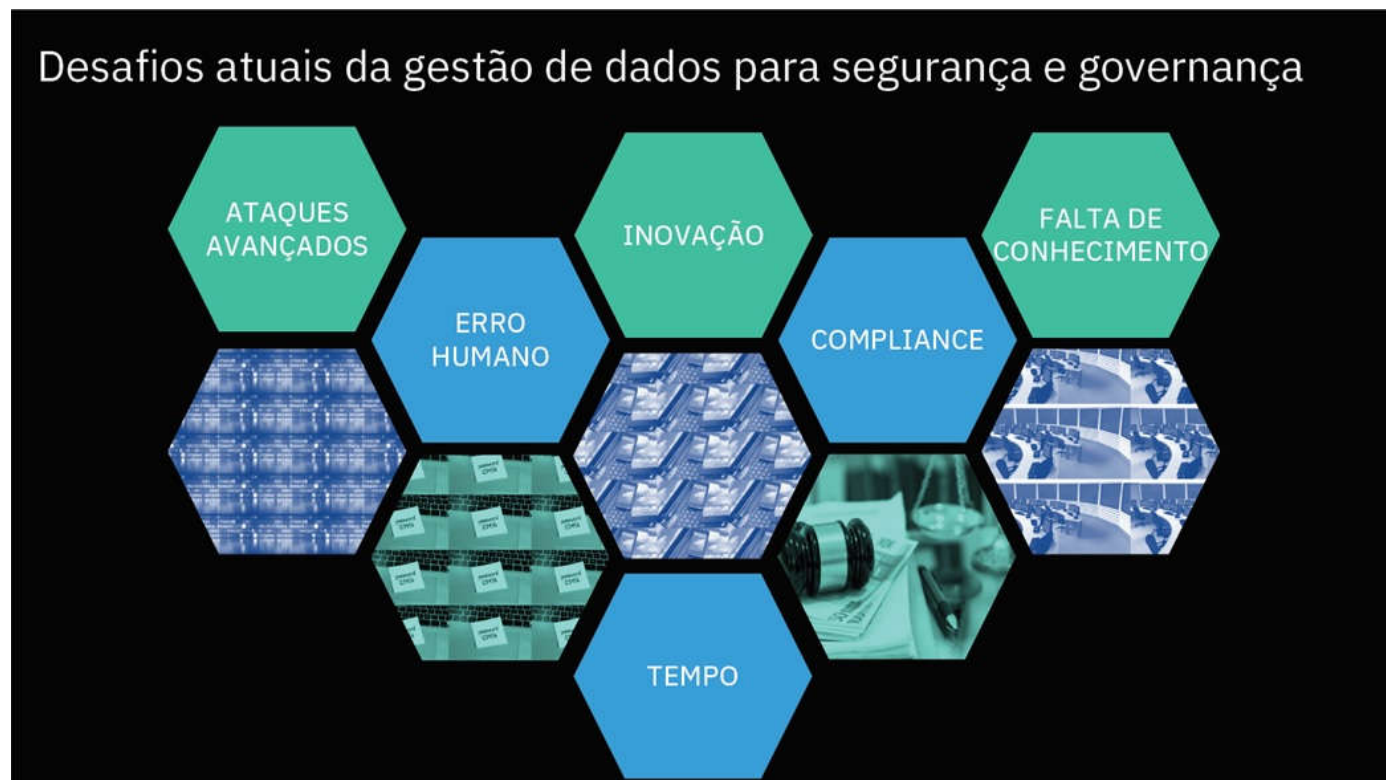 Desafios atuais da gestão de dados para segurança e governança
ATAQUES
AVANÇADOS
INOVAÇÃO
FALTA DE
CONHECIMENTO
ERRO
HUMANO
COMPLIANCE
TEMPO